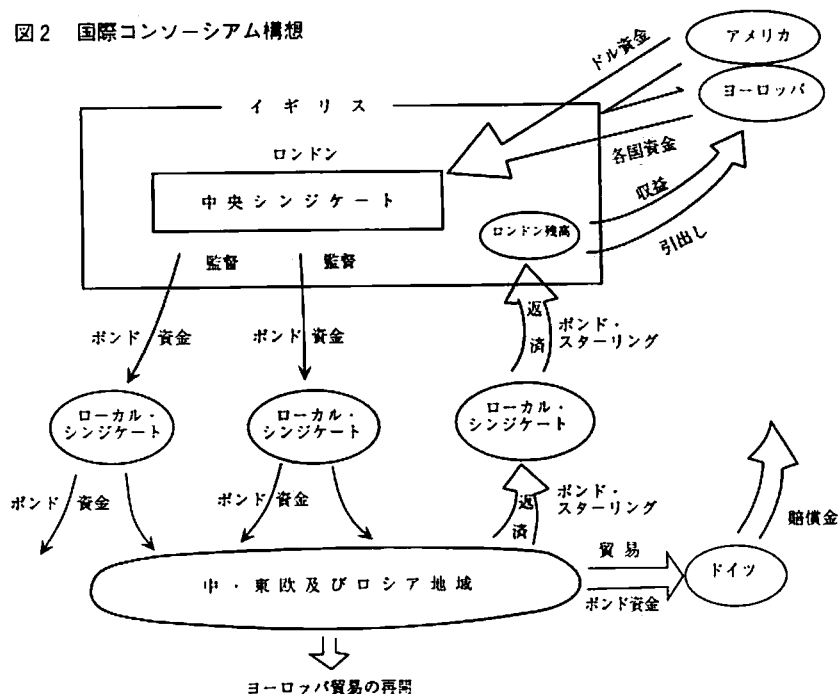 図2 国際コンソーシアム構想
アメリカ
ドル資金
ヨーロッパ
イギリス
ロンドン
各国資金
中央シンジケート
収益
ロンドン残高
引出し
監督 監督
返済
ポンド・
スターリング
ポンド資金 ポンド資金
ローカル・
シンジケート
ローカル・
シンジケート
ローカル・
シンジケート
ポンド資金 ポンド資金
返済
ポンド・
スターリング
賠償金
貿易
中・東欧及びロシア地域
ドイツ
ポンド資金
ヨーロッパ貿易の再開